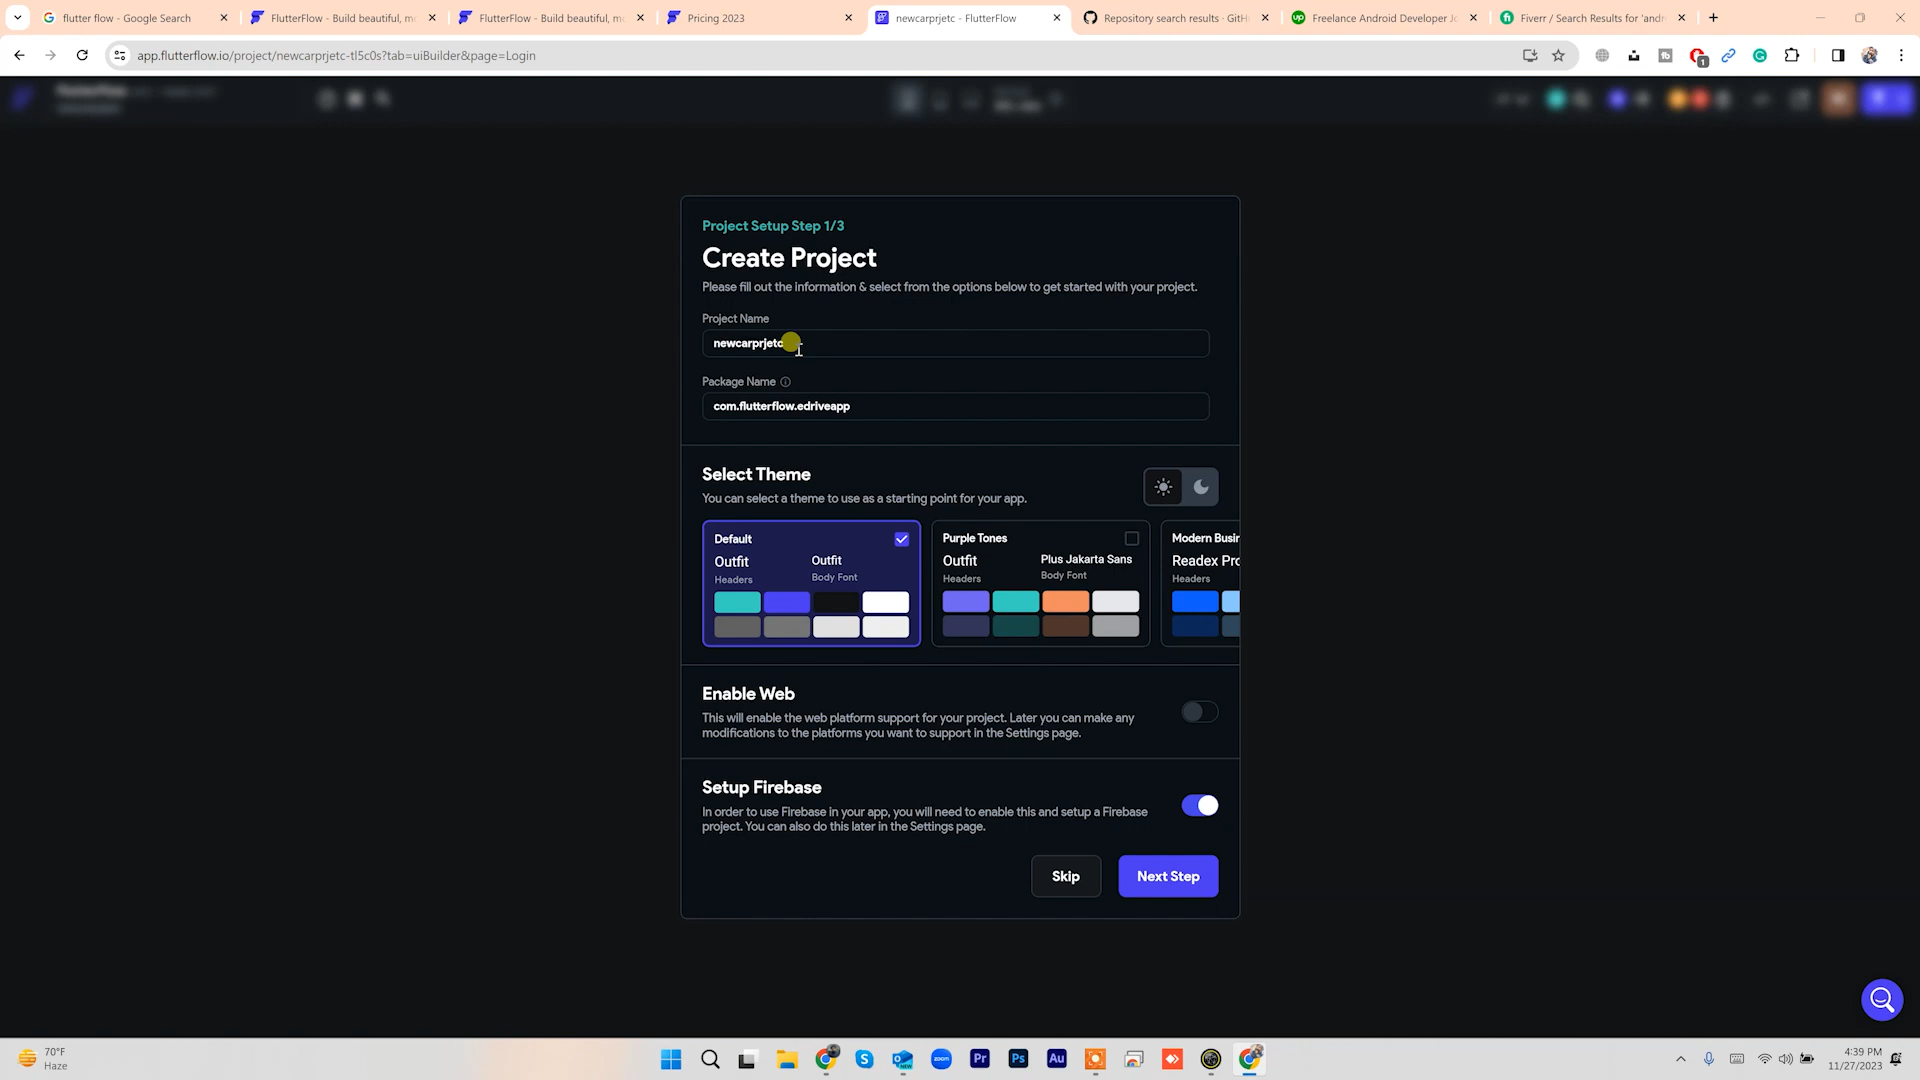 flutter flow - Google Search
FlutterFlow - Build beautiful, mo
FlutterFlow - Build beautiful, mo
Pricing 2023
newcarprjetc - FlutterFlow
Repository search results · GitH
Freelance Android Developer Jo
Fiverr / Search Results for 'andr
app.flutterflow.io/project/newcarprjetc-tl5c0s?tab=uiBuilder&page=Login
Project Setup Step 1/3
Create Project
Please fill out the information & select from the options below to get started with your project.
Project Name
newcarprjetc
Package Name
com.flutterflow.edriveapp
Select Theme
You can select a theme to use as a starting point for your app.
Default
Outfit
Headers
Outfit
Body Font
Purple Tones
Outfit
Headers
Plus Jakarta Sans
Body Font
Modern Busin
Readex Pro
Headers
Enable Web
This will enable the web platform support for your project. Later you can make any
modifications to the platforms you want to support in the Settings page.
Setup Firebase
In order to use Firebase in your app, you will need to enable this and setup a Firebase
project. You can also do this later in the Settings page.
Skip
Next Step
70°F
Haze
4:39 PM
11/27/2023